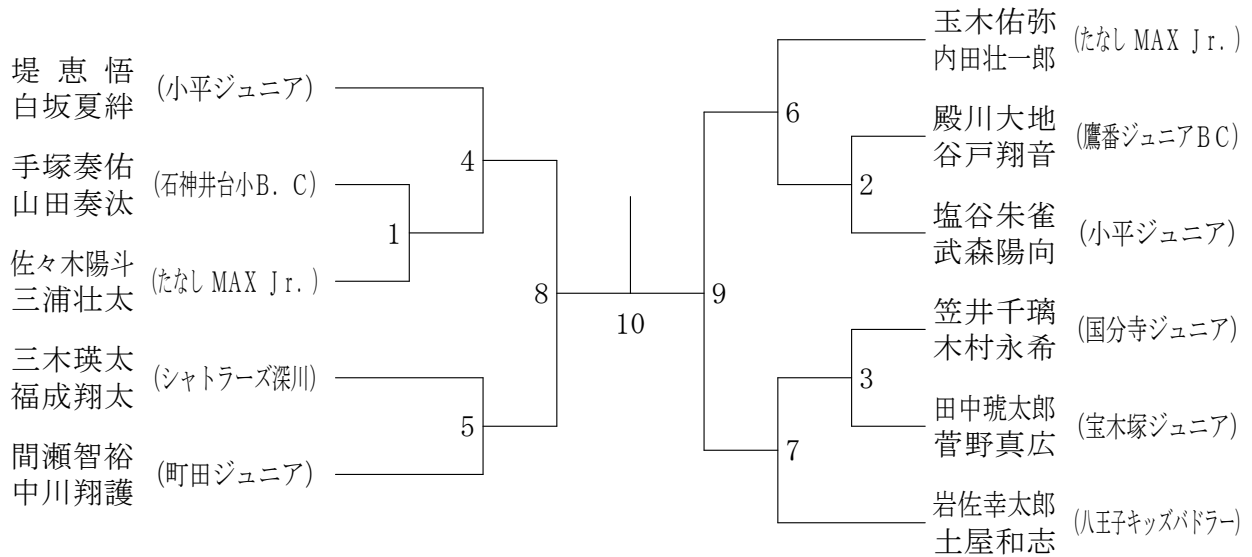 堤 恵 悟
白坂夏絆
(小平ジュニア)
手塚奏佑
山田奏汰
(石神井台小B．C)
佐々木陽斗
三浦壮太
(たなし MAX Jr.)
三木瑛太
福成翔太
(シャトラーズ深川)
間瀬智裕
中川翔護
(町田ジュニア)
4
1
8
5
10
9
6
2
3
7
玉木佑弥
内田壮一郎
(たなし MAX Jr.)
殿川大地
谷戸翔音
(鷹番ジュニアBC)
塩谷朱雀
武森陽向
(小平ジュニア)
笠井千璃
木村永希
(国分寺ジュニア)
田中琥太郎
菅野真広
(宝木塚ジュニア)
岩佐幸太郎
土屋和志
(八王子キッズバドラー)